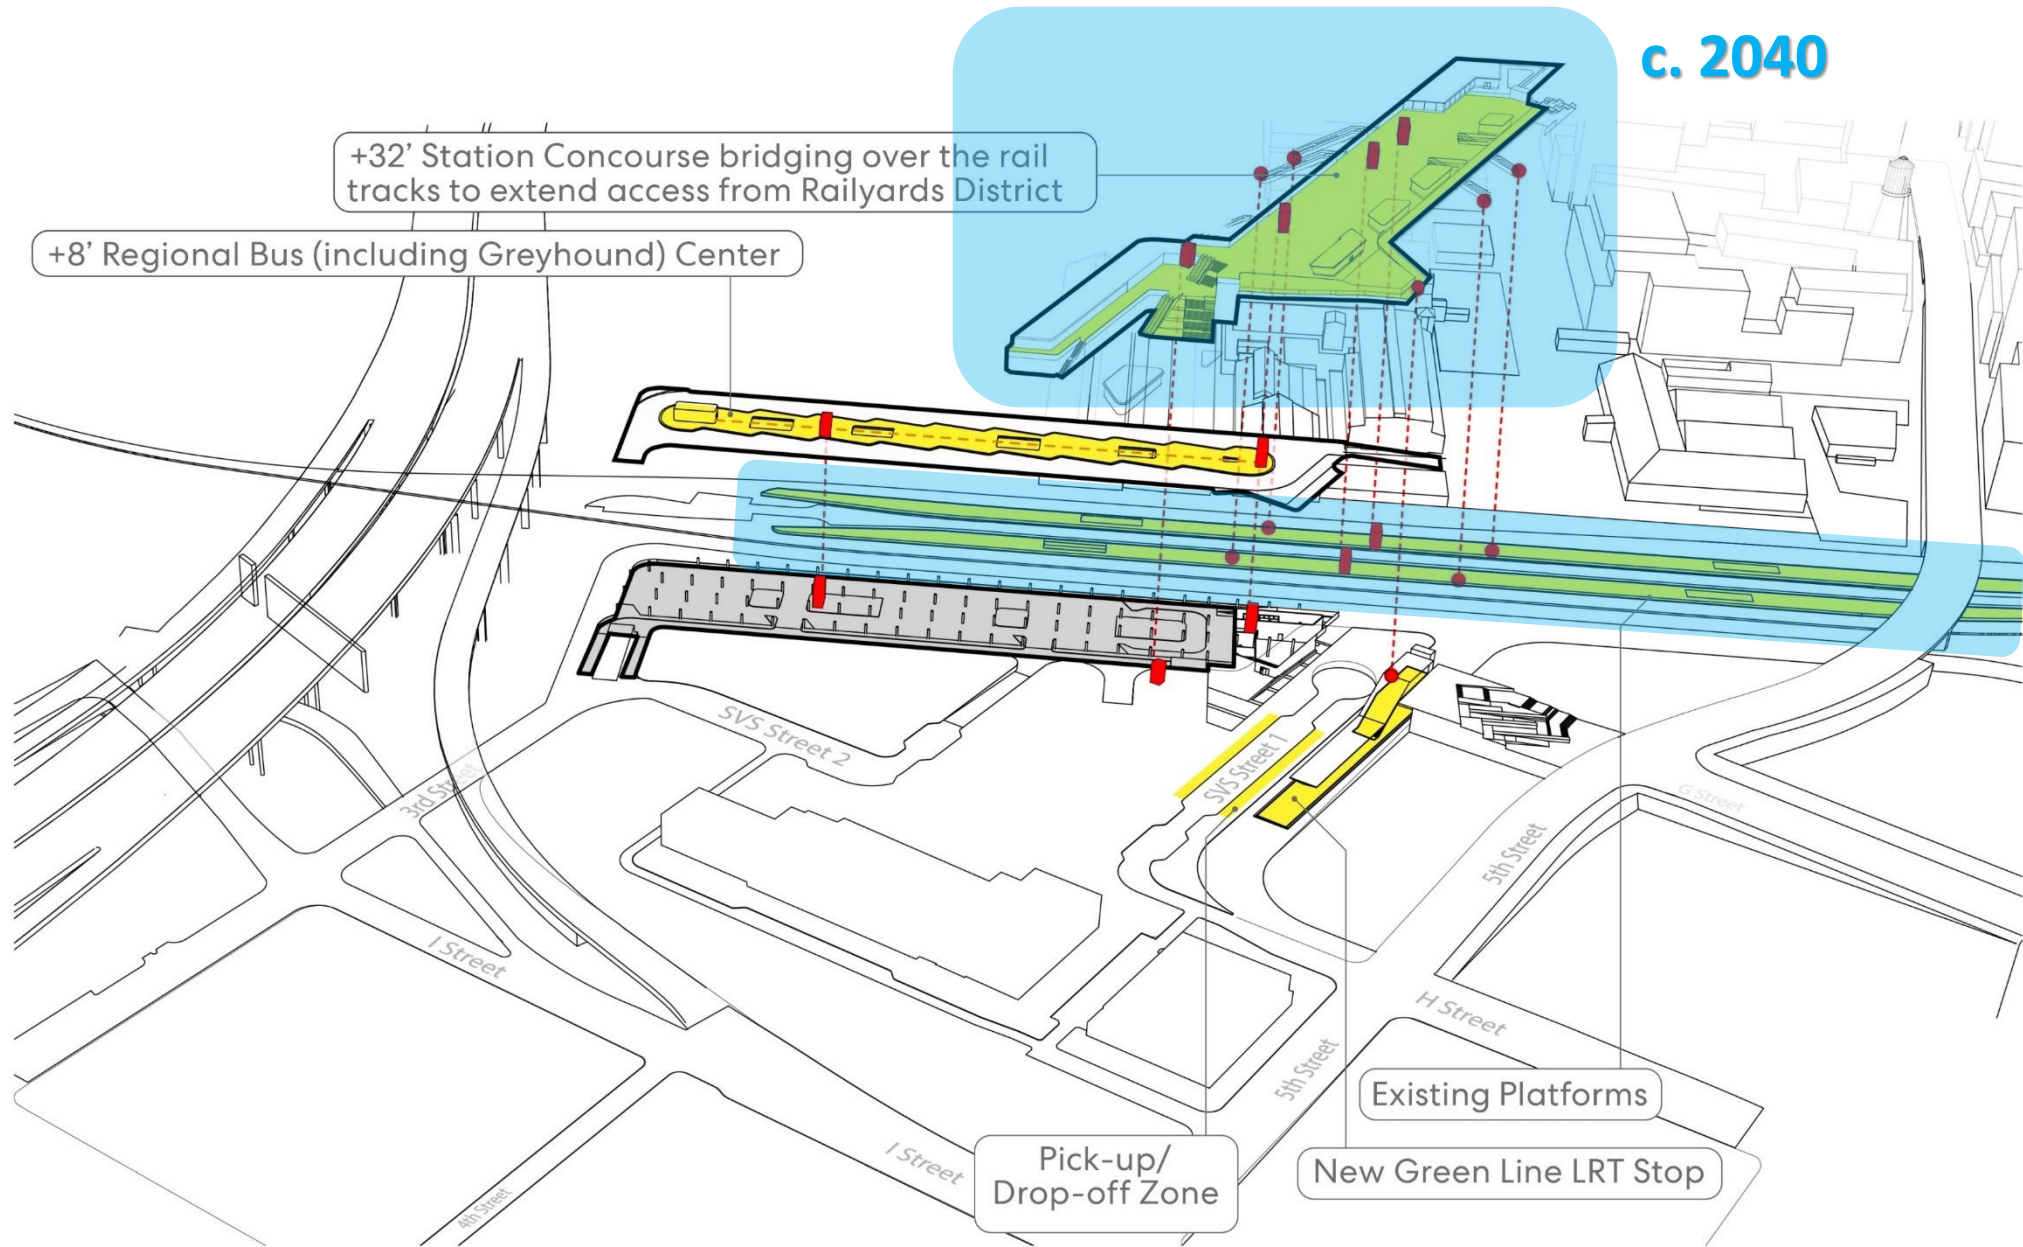 c. 2040
+32' Station Concourse bridging over the rail
tracks to extend access from Railyards District
+8' Regional Bus (including Greyhound) Center
SVS Street 2
3rd Street
SVS Street 1
G Street
5th Street
I Street
H Street
5th Street
Existing Platforms
Pick-up/
Drop-off Zone
New Green Line LRT Stop
I Street
4th Street